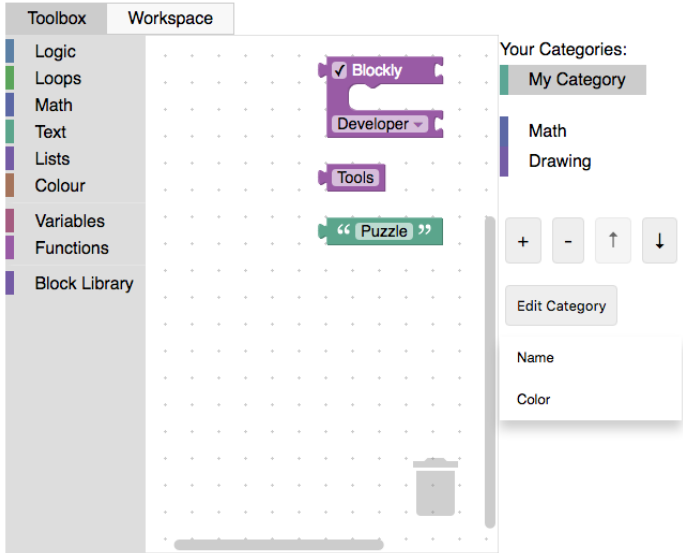 Toolbox
Workspace
Logic
Loops
Math
Text
Lists
Colour
Variables
Functions
Block Library
Blockly
Developer
Tools
“ Puzzle ”
Your Categories:
My Category
Math
Drawing
+ - ↑ ↓
Edit Category
Name
Color